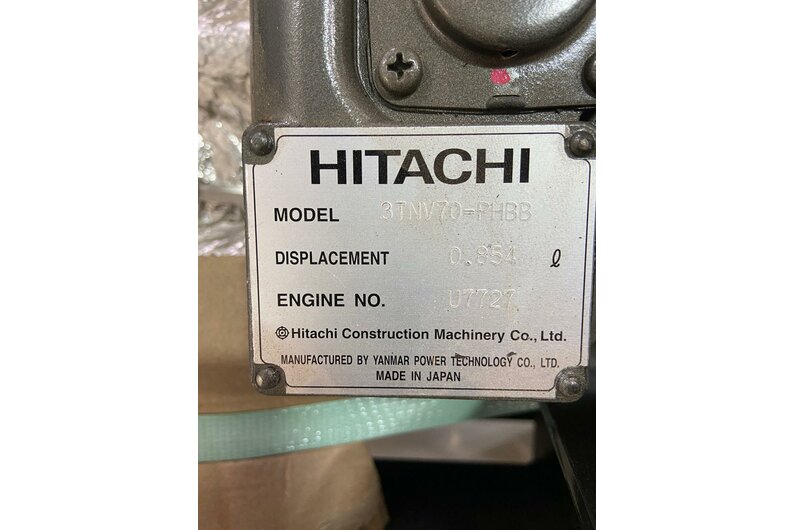 HITACHI
MODEL 3TNV70-PHBB
DISPLACEMENT 0.854 ℓ
ENGINE NO. U7727
Hitachi Construction Machinery Co., Ltd.
MANUFACTURED BY YANMAR POWER TECHNOLOGY CO., LTD.
MADE IN JAPAN